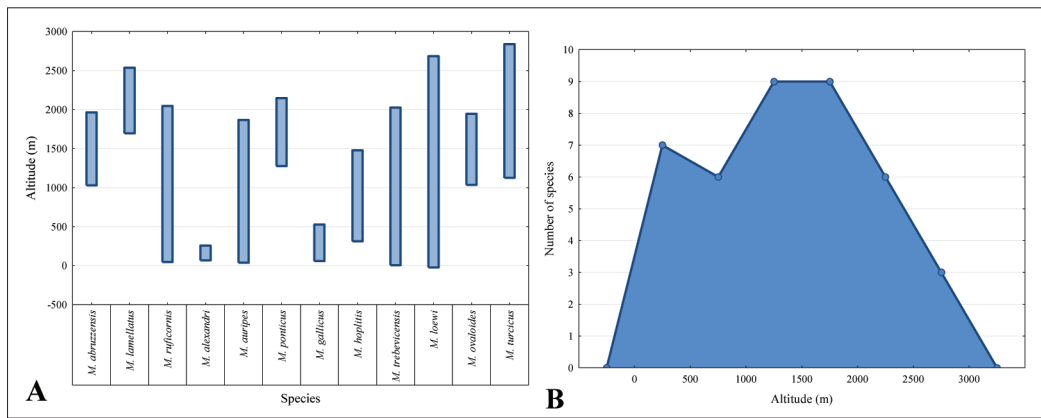 3000
2500
2000
1500
1000
500
0
-500
Altitude (m)
M. abruzzensis
M. lamellatus
M. ruficornis
M. alexandri
M. auripes
M. ponticus
M. gallicus
M. hoplitis
M. trebevicensis
M. loewi
M. ovaloides
M. turcicus
Species
A
10
9
8
7
6
5
4
3
2
1
0
Number of species
0 500 1000 1500 2000 2500 3000
Altitude (m)
B